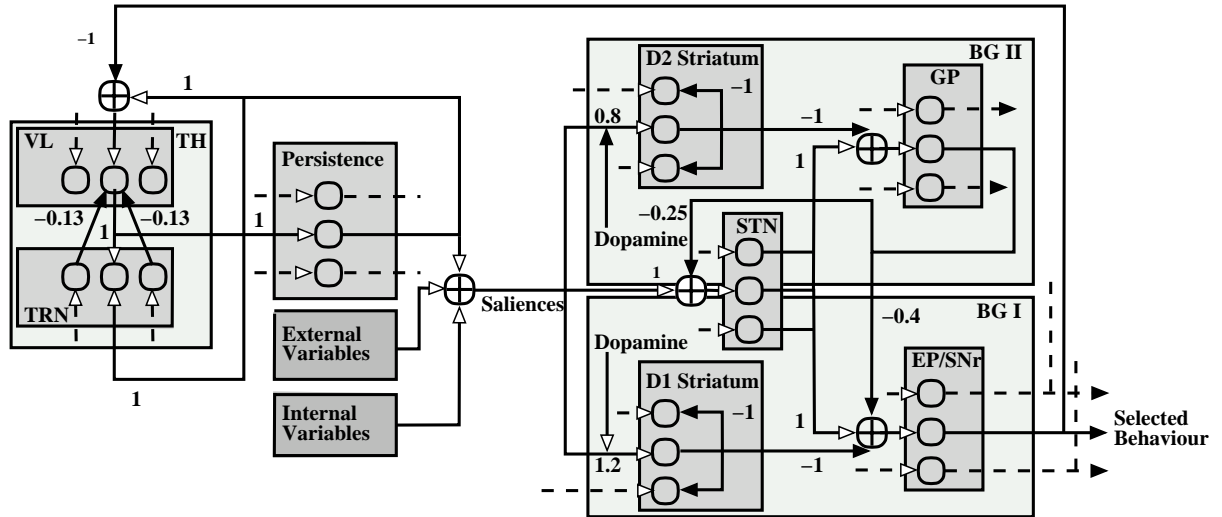 −1
1
VL
TH
−0.13
−0.13
1
TRN
1
Persistence
1
External
Variables
Internal
Variables
Saliences
BG II
D2 Striatum
−1
0.8
Dopamine
−1
1
GP
−0.25
STN
1
BG I
−0.4
Dopamine
D1 Striatum
−1
1.2
−1
1
EP/SNr
Selected
Behaviour